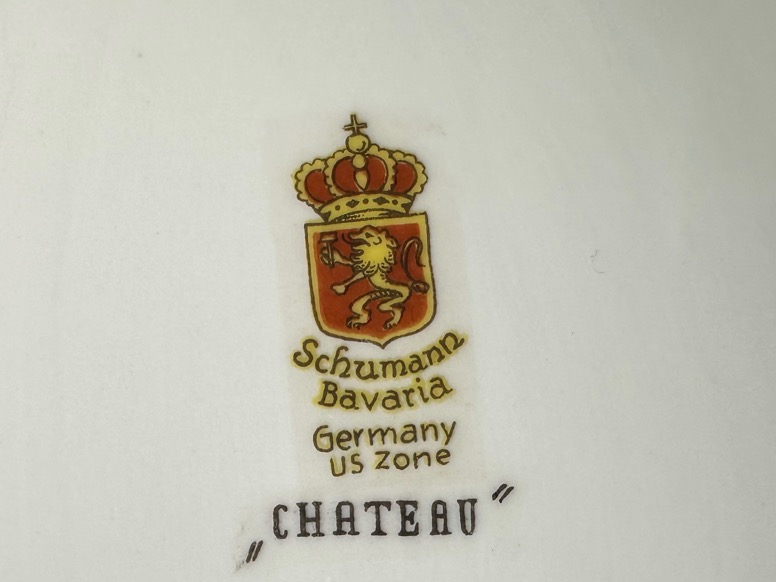 Schumann
Bavaria
Germany
US Zone
„CHATEAU"